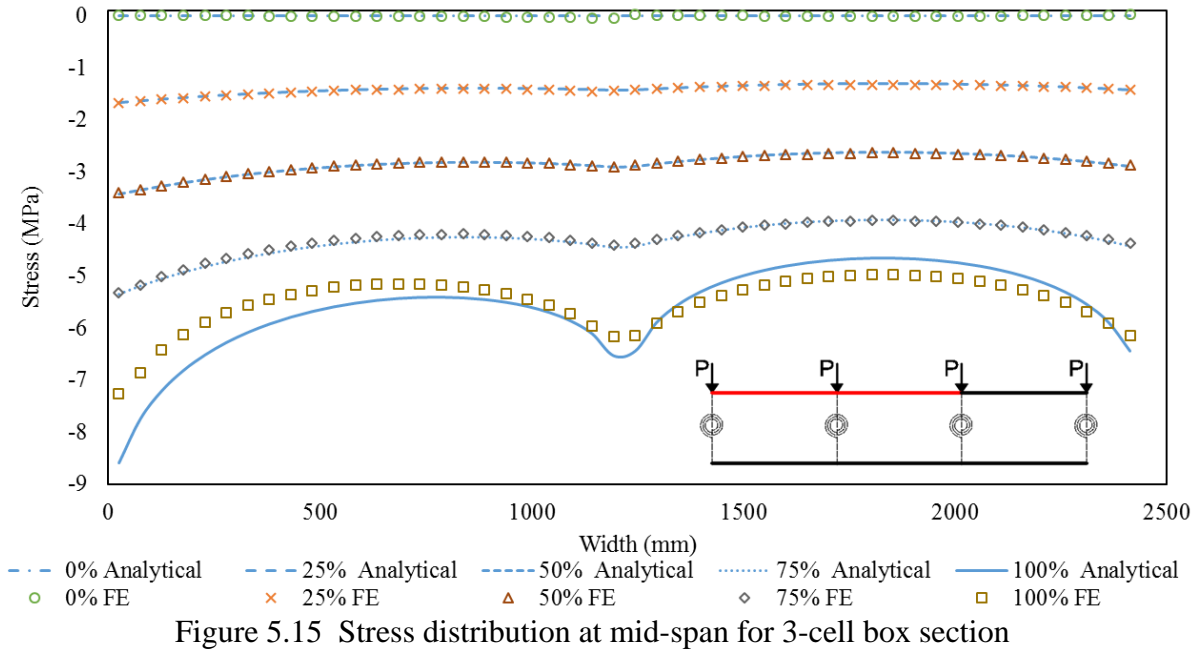 0
-1
-2
-3
-4
-5
-6
-7
-8
-9
Stress (MPa)
P P P P
0 500 1000 1500 2000 2500
Width (mm)
0% Analytical 25% Analytical 50% Analytical 75% Analytical 100% Analytical
0% FE 25% FE 50% FE 75% FE 100% FE
Figure 5.15 Stress distribution at mid-span for 3-cell box section